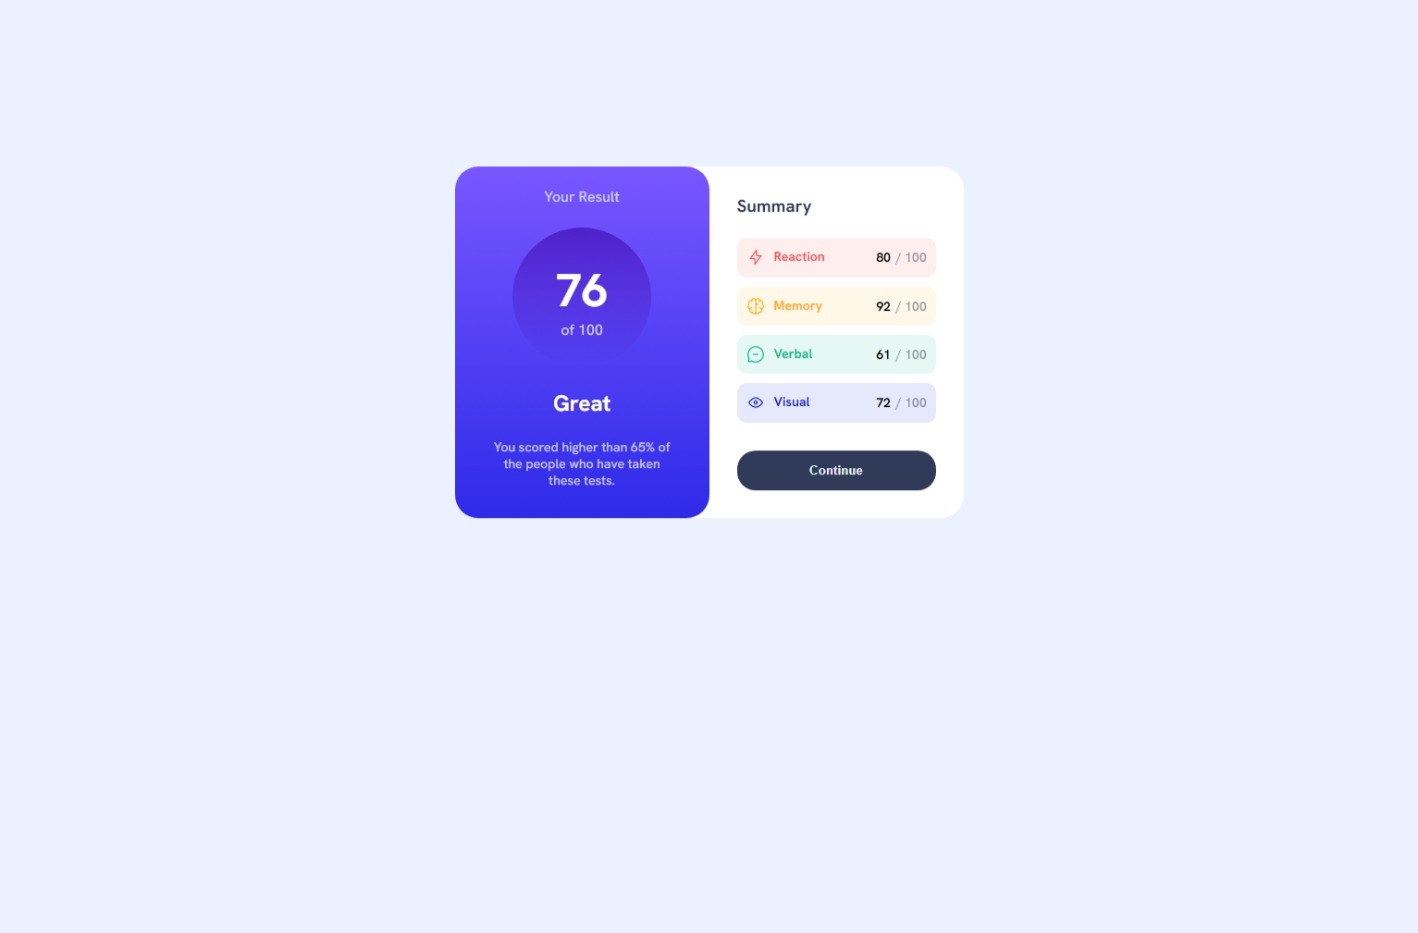 Your Result
76
of 100
Great
You scored higher than 65% of
the people who have taken
these tests.
Summary
Reaction 80 / 100
Memory 92 / 100
Verbal 61 / 100
Visual 72 / 100
Continue